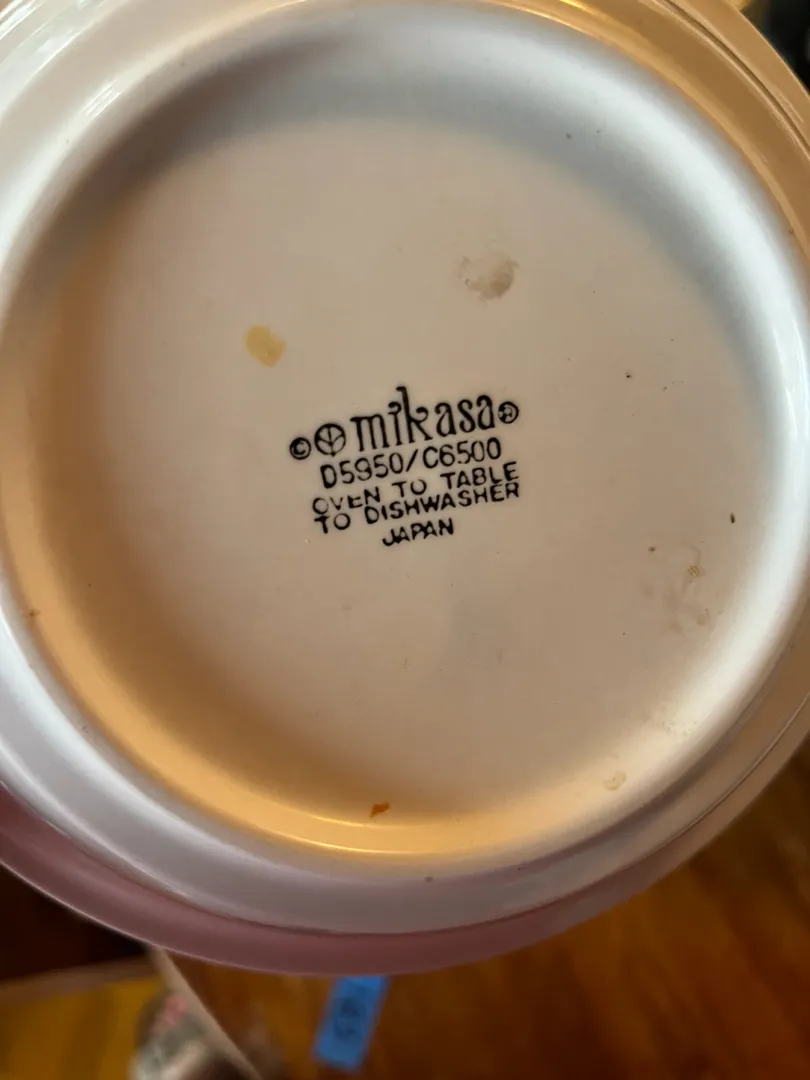 © mikasa ®
D5950/C6500
OVEN TO TABLE
TO DISHWASHER
JAPAN